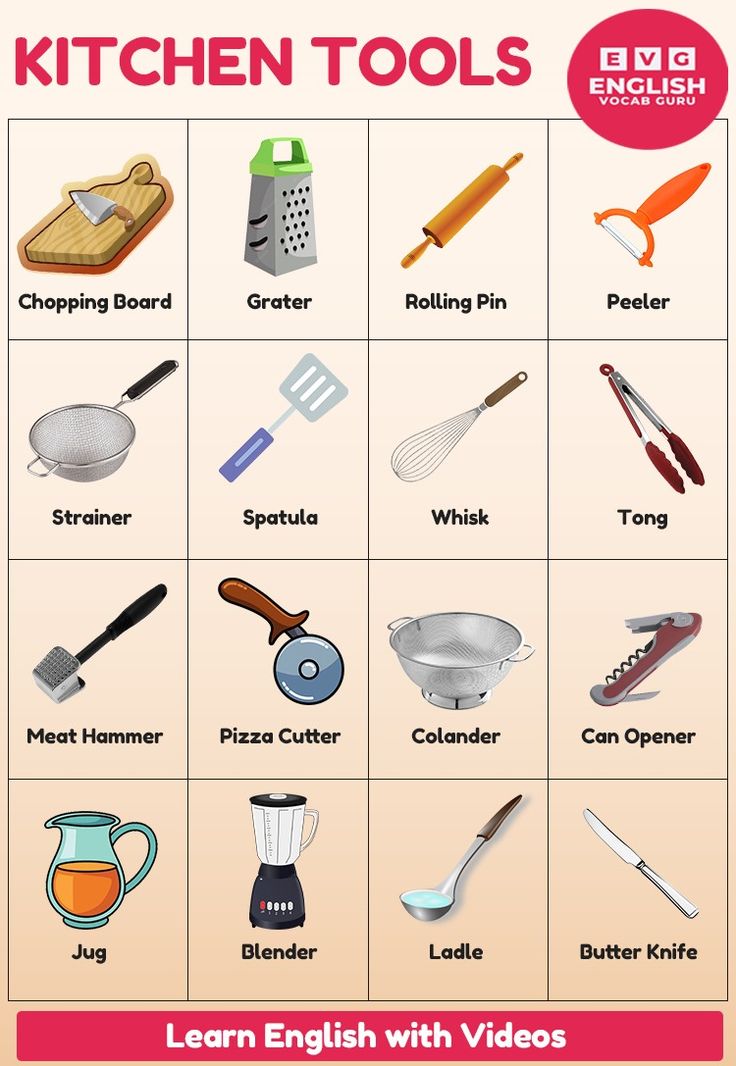 KITCHEN TOOLS
EVG
ENGLISH
VOCAB GURU
Chopping Board
Grater
Rolling Pin
Peeler
Strainer
Spatula
Whisk
Tong
Meat Hammer
Pizza Cutter
Colander
Can Opener
Jug
Blender
Ladle
Butter Knife
Learn English with Videos